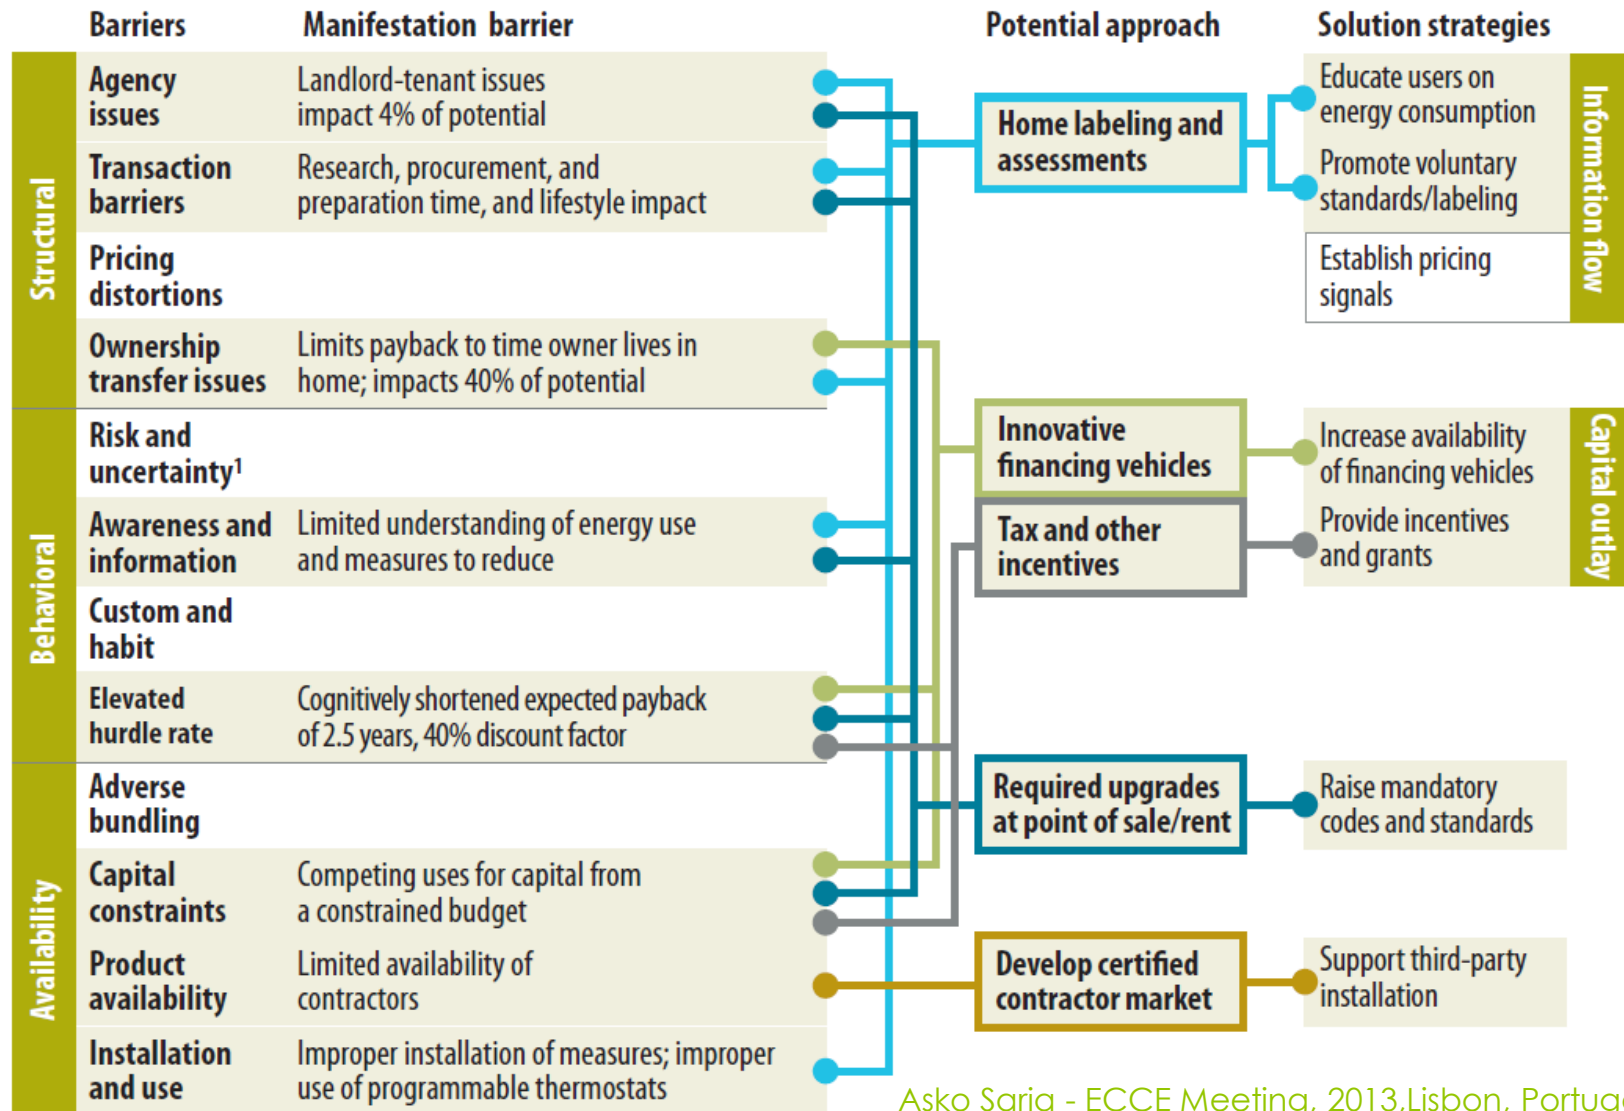 Barriers
Manifestation barrier
Potential approach
Solution strategies
Structural
Agency
issues
Landlord-tenant issues
impact 4% of potential
Transaction
barriers
Research, procurement, and
preparation time, and lifestyle impact
Pricing
distortions
Ownership
transfer issues
Limits payback to time owner lives in
home; impacts 40% of potential
Behavioral
Risk and
uncertainty¹
Awareness and
information
Limited understanding of energy use
and measures to reduce
Custom and
habit
Elevated
hurdle rate
Cognitively shortened expected payback
of 2.5 years, 40% discount factor
Availability
Adverse
bundling
Capital
constraints
Competing uses for capital from
a constrained budget
Product
availability
Limited availability of
contractors
Installation
and use
Improper installation of measures; improper
use of programmable thermostats
Home labeling and
assessments
Innovative
financing vehicles
Tax and other
incentives
Required upgrades
at point of sale/rent
Develop certified
contractor market
Educate users on
energy consumption
Promote voluntary
standards/labeling
Establish pricing
signals
Information flow
Increase availability
of financing vehicles
Provide incentives
and grants
Capital outlay
Raise mandatory
codes and standards
Support third-party
installation
Asko Saria - ECCE Meeting, 2013,Lisbon, Portuga